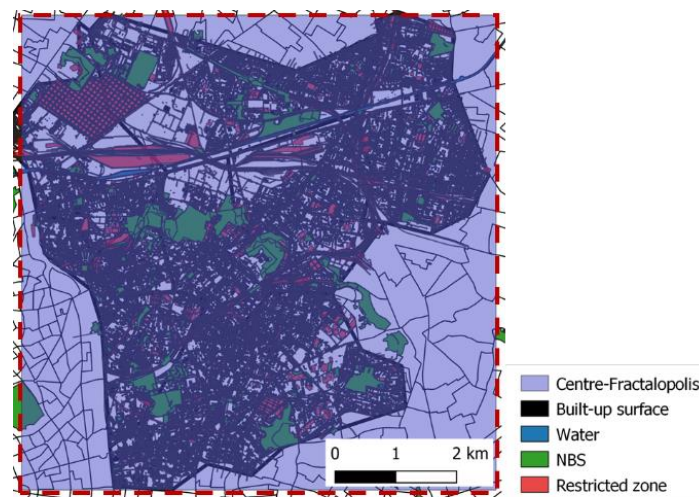 0 1 2 km
Centre-Fractalopolis
Built-up surface
Water
NBS
Restricted zone